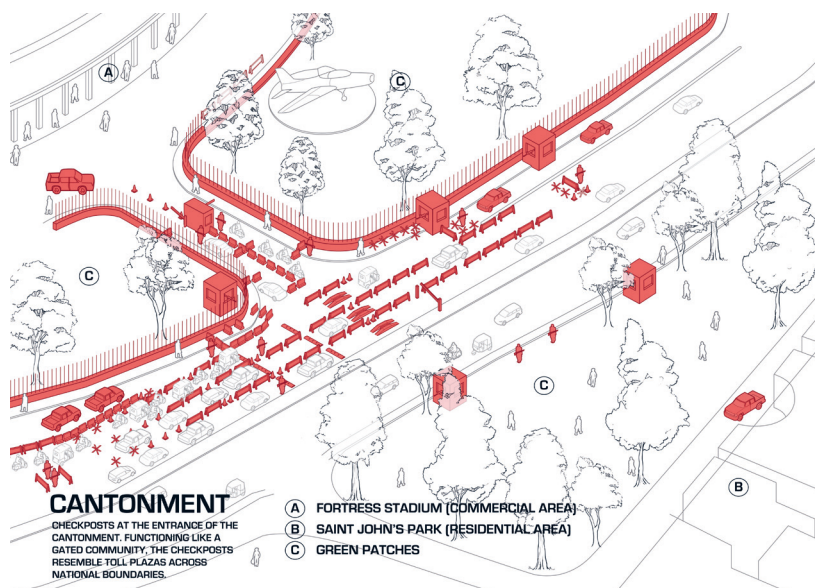 A
C
C
C
B
CANTONMENT
CHECKPOSTS AT THE ENTRANCE OF THE
CANTONMENT. FUNCTIONING LIKE A
GATED COMMUNITY, THE CHECKPOSTS
RESEMBLE TOLL PLAZAS ACROSS
NATIONAL BOUNDARIES.
A FORTRESS STADIUM (COMMERCIAL AREA)
B SAINT JOHN'S PARK (RESIDENTIAL AREA)
C GREEN PATCHES